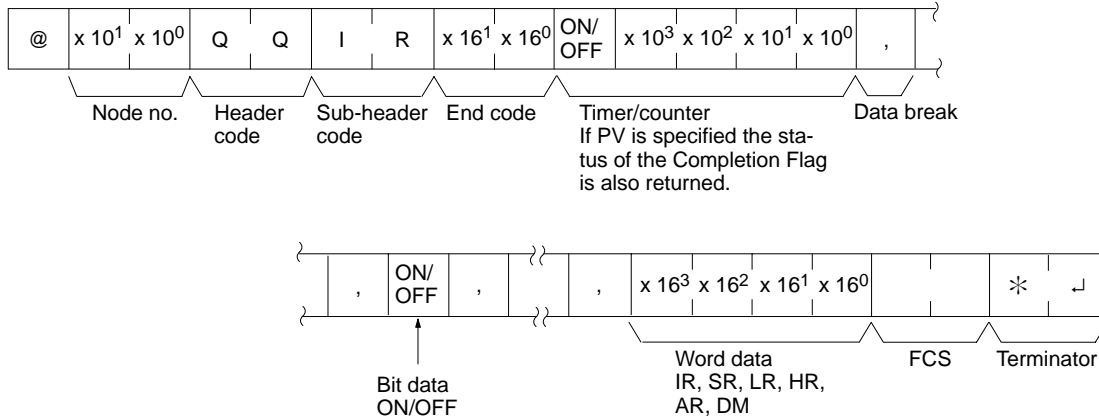 @ x 10¹ x 10⁰ Q Q I R x 16¹ x 16⁰ ON/OFF x 10³ x 10² x 10¹ x 10⁰ ,
Node no.
Header code
Sub-header code
End code
Timer/counter
If PV is specified the sta-
tus of the Completion Flag
is also returned.
Data break
, ON/OFF , , x 16³ x 16² x 16¹ x 16⁰ * ↵
Bit data
ON/OFF
Word data
IR, SR, LR, HR,
AR, DM
FCS
Terminator